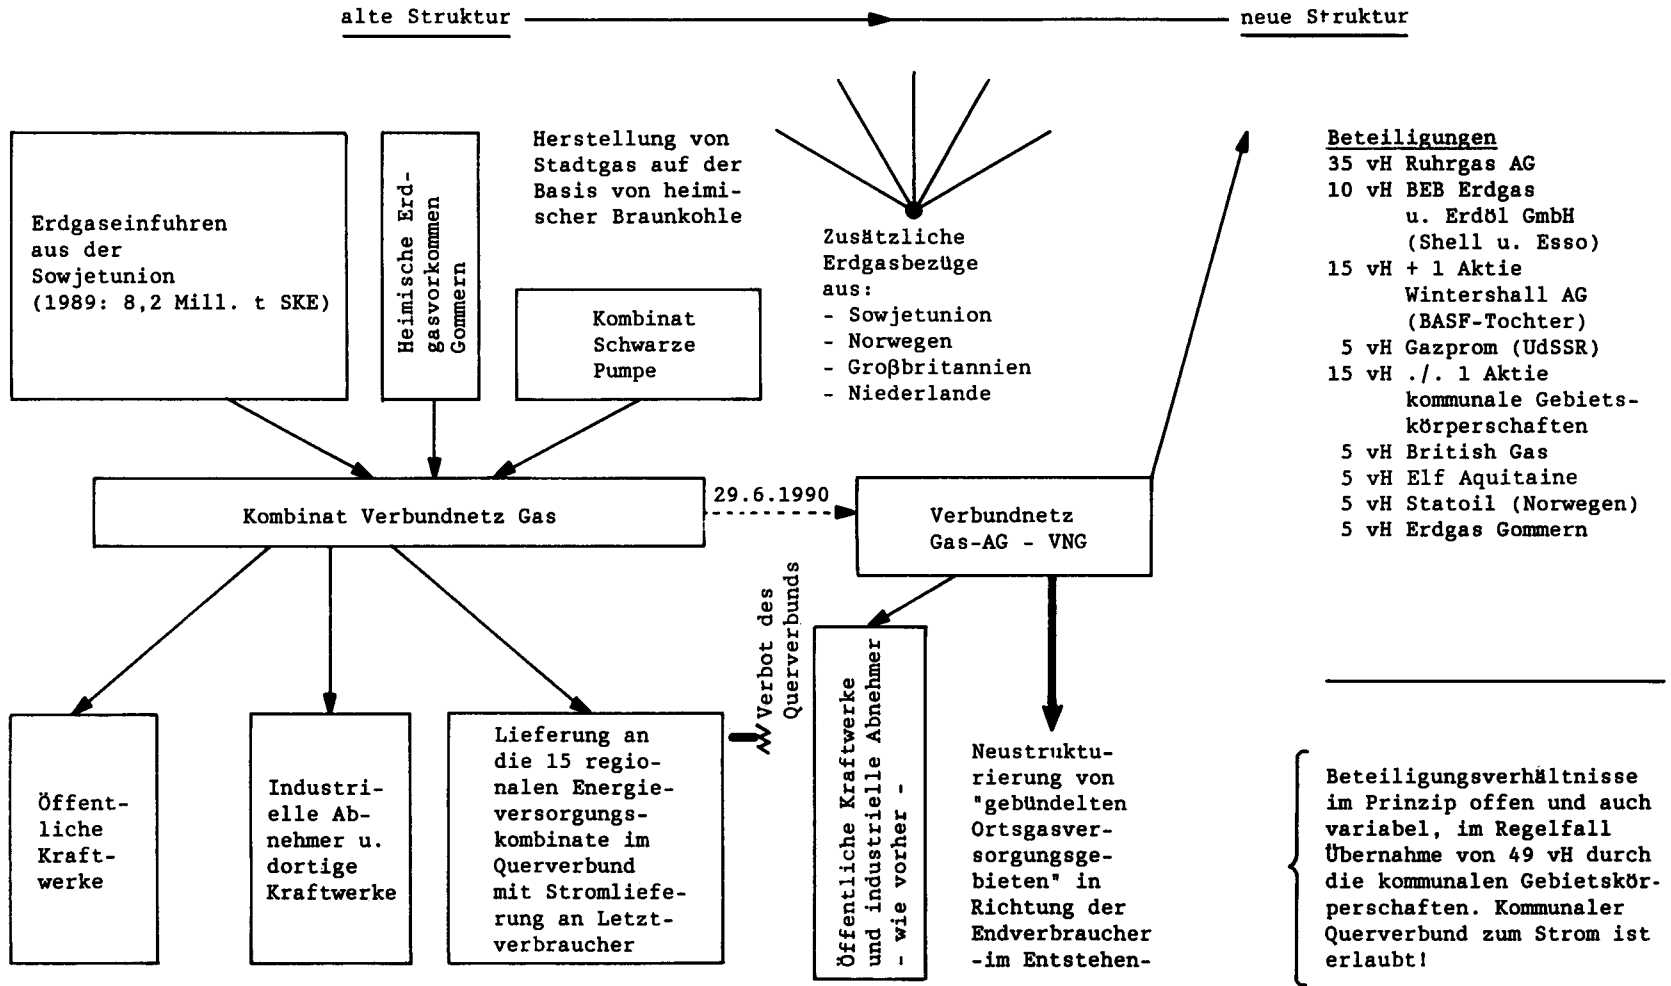 alte Struktur
neue Struktur
Erdgaseinfuhren
aus der
Sowjetunion
(1989: 8,2 Mill. t SKE)
Heimische Erd-
gasvorkommen
Gommern
Herstellung von
Stadtgas auf der
Basis von heimi-
scher Braunkohle
Kombinat
Schwarze
Pumpe
Zusätzliche
Erdgasbezüge
aus:
- Sowjetunion
- Norwegen
- Großbritannien
- Niederlande
Beteiligungen
35 vH Ruhrgas AG
10 vH BEB Erdgas
u. Erdöl GmbH
(Shell u. Esso)
15 vH + 1 Aktie
Wintershall AG
(BASF-Tochter)
5 vH Gazprom (UdSSR)
15 vH ./. 1 Aktie
kommunale Gebiets-
körperschaften
5 vH British Gas
5 vH Elf Aquitaine
5 vH Statoil (Norwegen)
5 vH Erdgas Gommern
Kombinat Verbundnetz Gas
29.6.1990
Verbundnetz
Gas-AG - VNG
Öffent-
liche
Kraft-
werke
Industri-
elle Ab-
nehmer u.
dortige
Kraftwerke
Lieferung an
die 15 regio-
nalen Energie-
versorgungs-
kombinate im
Querverbund
mit Stromliefe-
rung an Letzt-
verbraucher
Verbot des
Querverbunds
Öffentliche Kraftwerke
und industrielle Abnehmer
- wie vorher -
Neustruktu-
rierung von
"gebündelten
Ortsgasver-
sorgungsge-
bieten" in
Richtung der
Endverbraucher
-im Entstehen-
Beteiligungsverhältnisse
im Prinzip offen und auch
variabel, im Regelfall
Übernahme von 49 vH durch
die kommunalen Gebietskör-
perschaften. Kommunaler
Querverbund zum Strom ist
erlaubt!